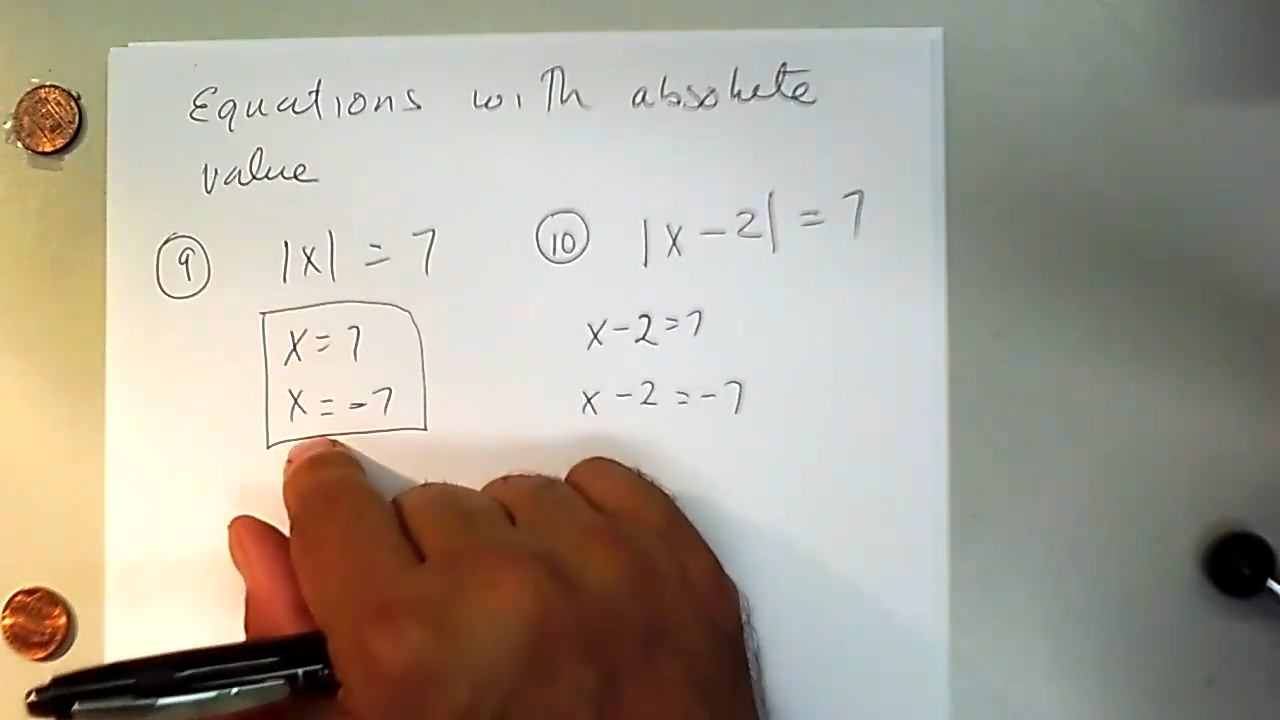 Equations with absolute
value
9 |x| = 7
x = 7
x = -7
10 |x - 2| = 7
x - 2 = 7
x - 2 = -7